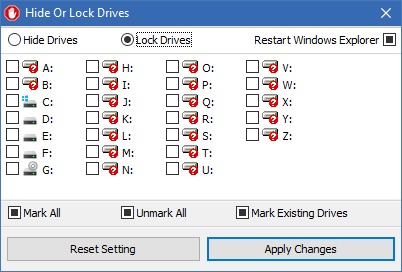 Hide Or Lock Drives
Hide Drives Lock Drives Restart Windows Explorer
A: H: O: V:
B: I: P: W:
C: J: Q: X:
D: K: R: Y:
E: L: S: Z:
F: M: T:
G: N: U:
Mark All Unmark All Mark Existing Drives
Reset Setting Apply Changes